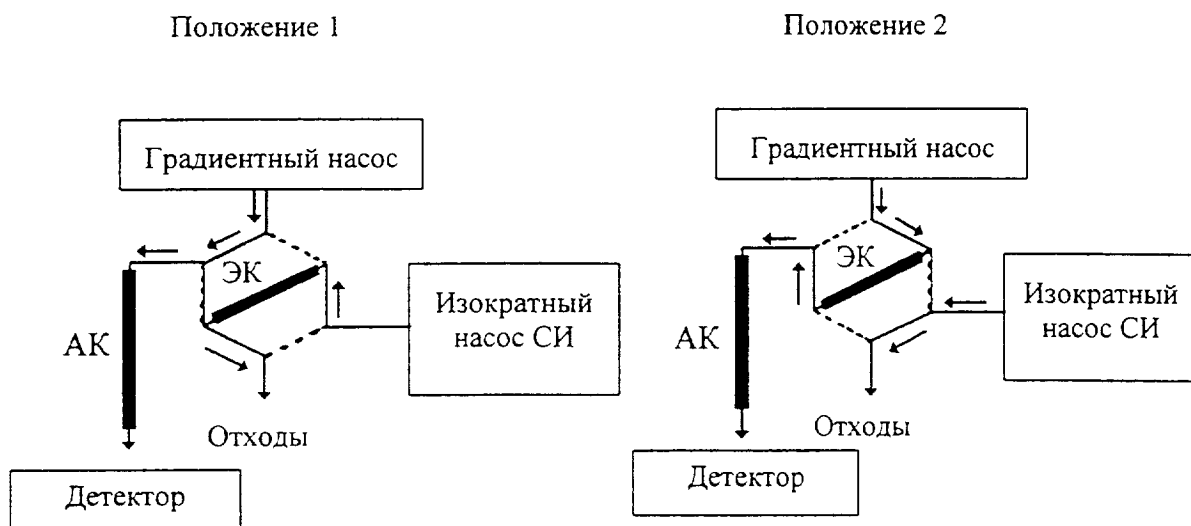 Положение 1
Градиентный насос
ЭК
АК
Изократный
насос СИ
Отходы
Детектор
Положение 2
Градиентный насос
ЭК
АК
Изократный
насос СИ
Отходы
Детектор